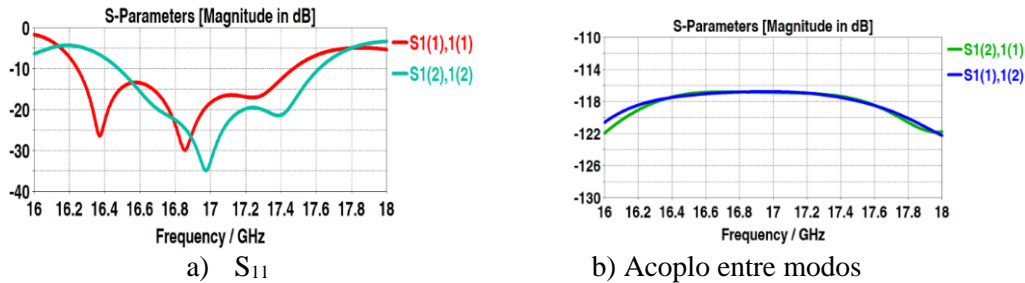 S-Parameters [Magnitude in dB]
0
-10
-20
-30
-40
16 16.2 16.4 16.6 16.8 17 17.2 17.4 17.6 17.8 18
Frequency / GHz
S1(1),1(1)
S1(2),1(2)
a) S11
S-Parameters [Magnitude in dB]
-110
-114
-118
-122
-126
-130
16 16.2 16.4 16.6 16.8 17 17.2 17.4 17.6 17.8 18
Frequency / GHz
S1(2),1(1)
S1(1),1(2)
b) Acoplo entre modos